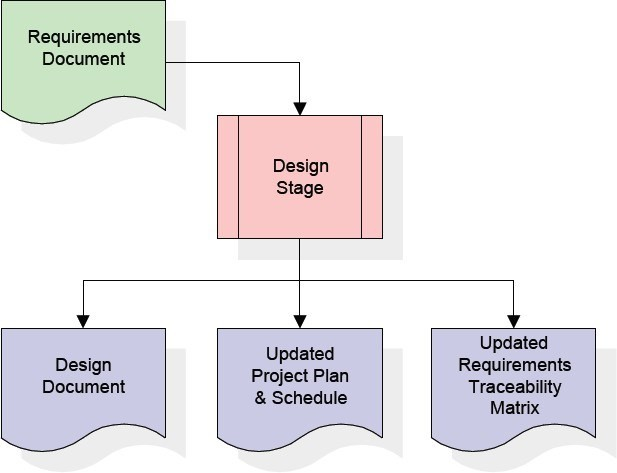 Requirements
Document
Design
Stage
Design
Document
Updated
Project Plan
& Schedule
Updated
Requirements
Traceability
Matrix